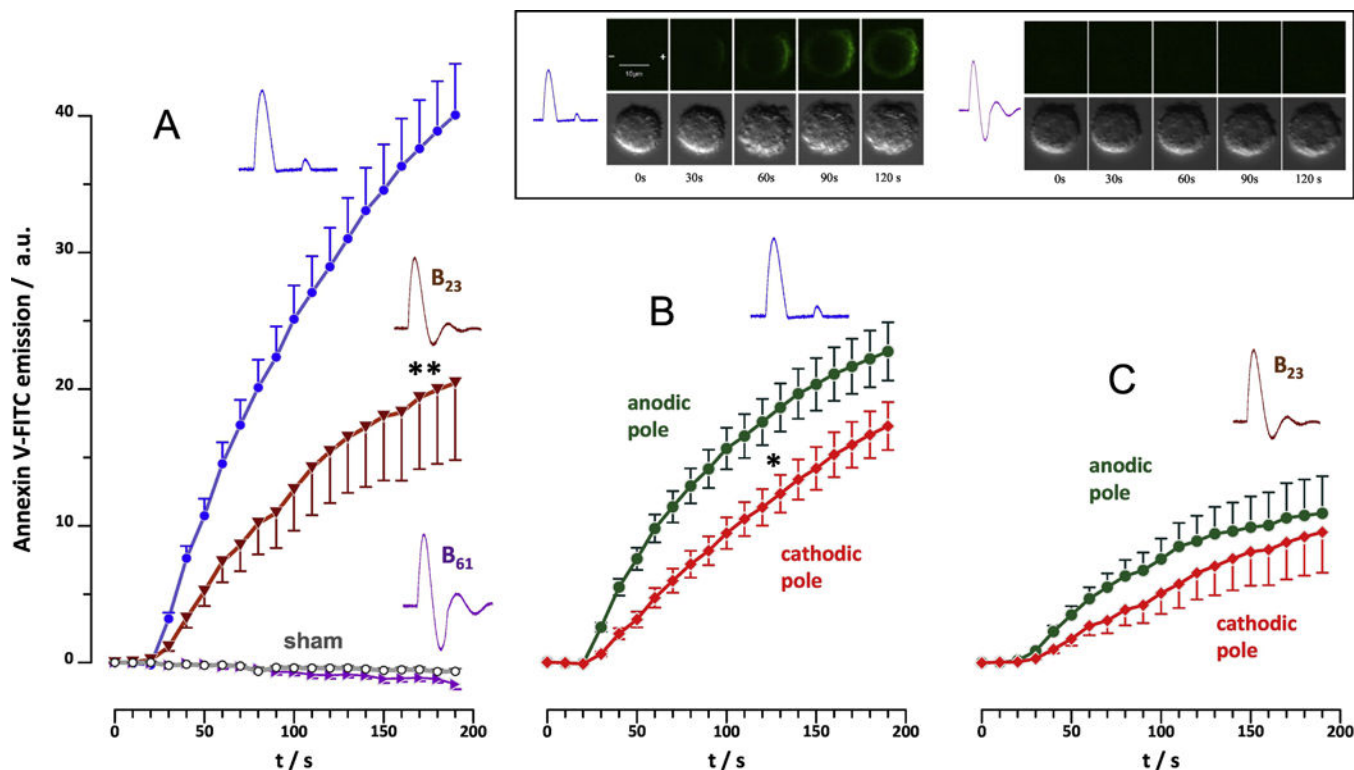 − +
10µm
0s 30s 60s 90s 120 s
0s 30s 60s 90s 120 s
A
B
C
B23
B23
B61
**
*
sham
anodic
pole
cathodic
pole
anodic
pole
cathodic
pole
Annexin V-FITC emission / a.u.
40
30
20
10
0
0 50 100 150 200
0 50 100 150 200
0 50 100 150 200
t / s
t / s
t / s